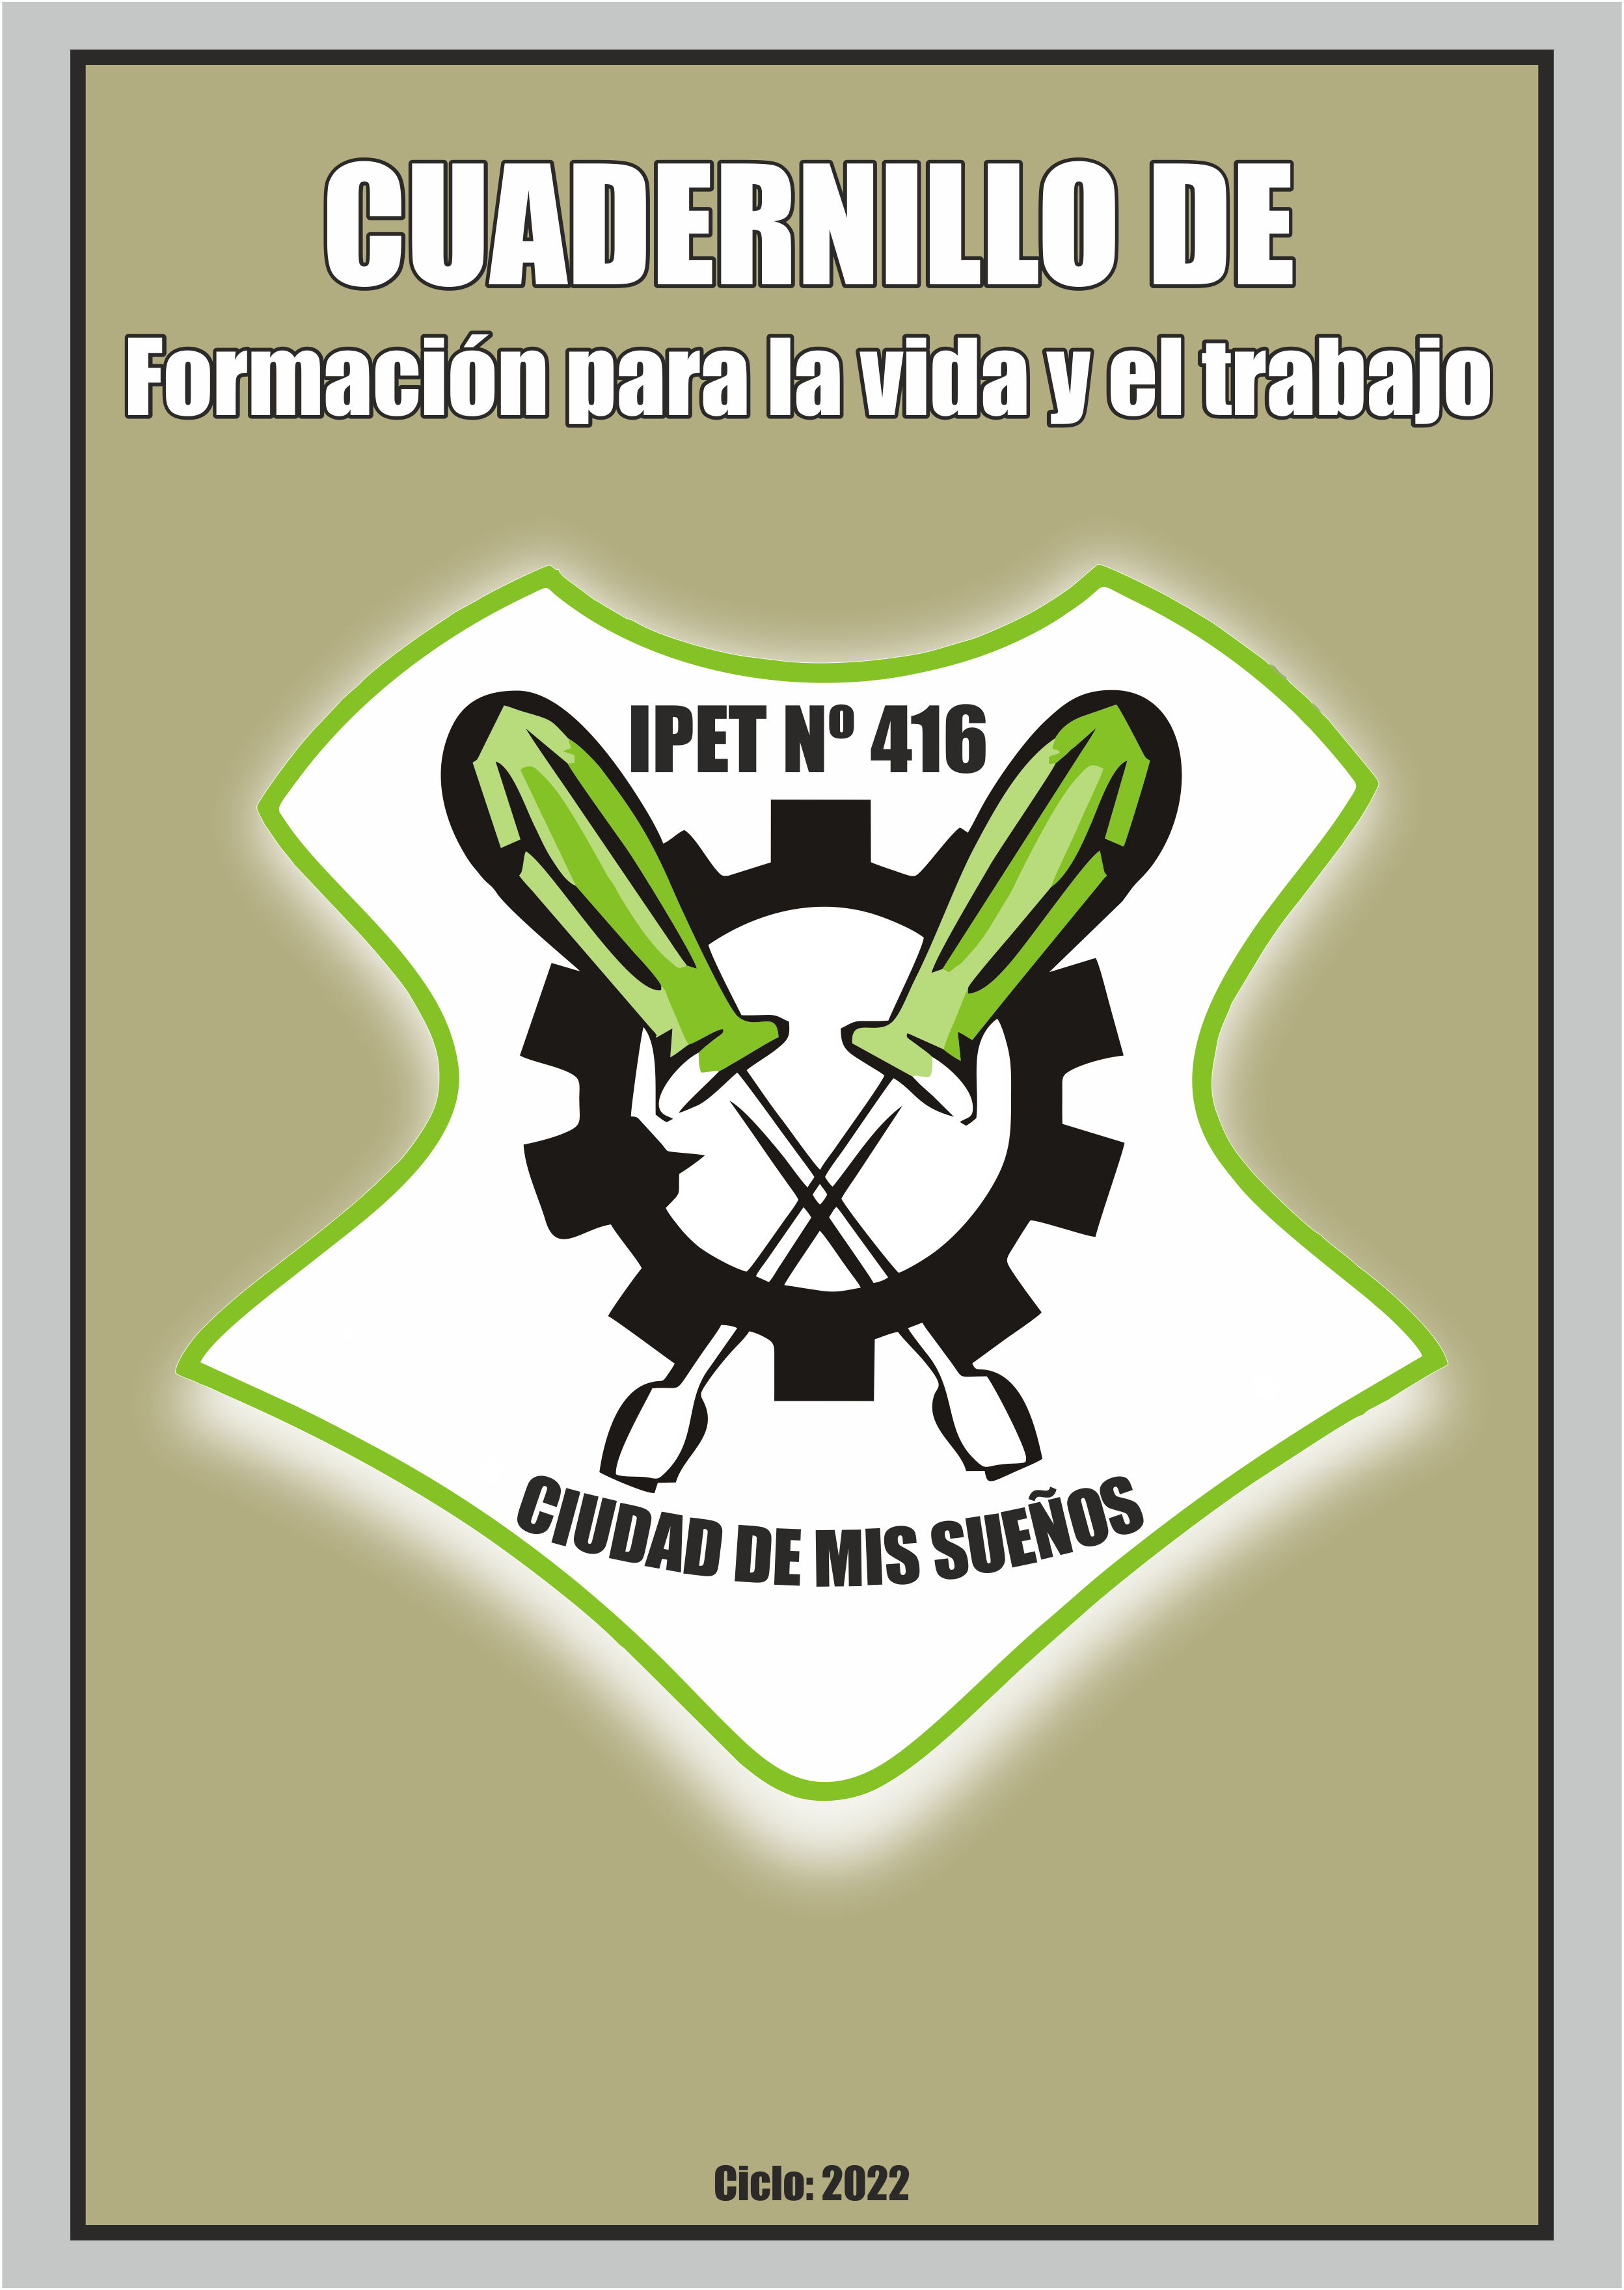 CUADERNILLO DE
Formación para la vida y el trabajo
IPET Nº 416
CIUDAD DE MIS SUEÑOS
Ciclo: 2022